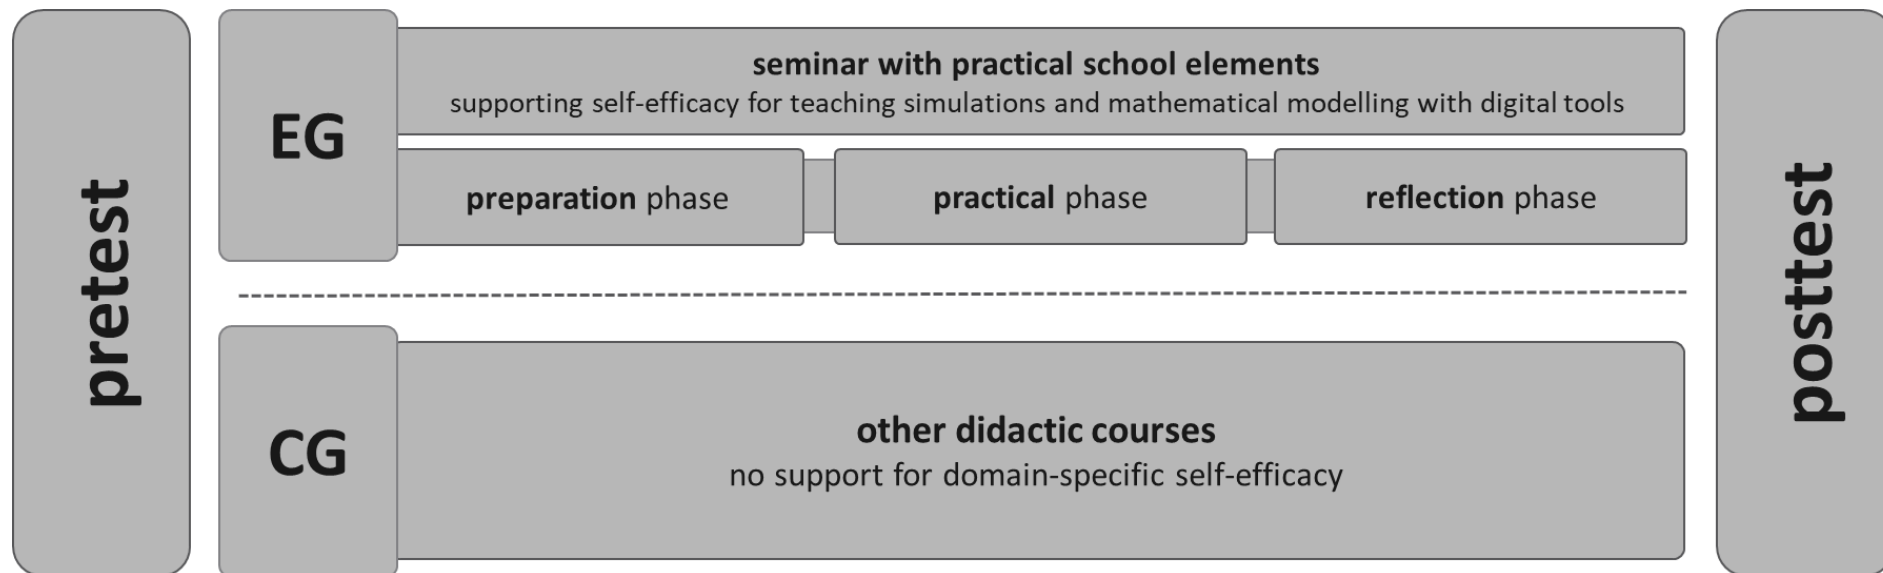 pretest
EG
seminar with practical school elements
supporting self-efficacy for teaching simulations and mathematical modelling with digital tools
preparation phase
practical phase
reflection phase
CG
other didactic courses
no support for domain-specific self-efficacy
posttest